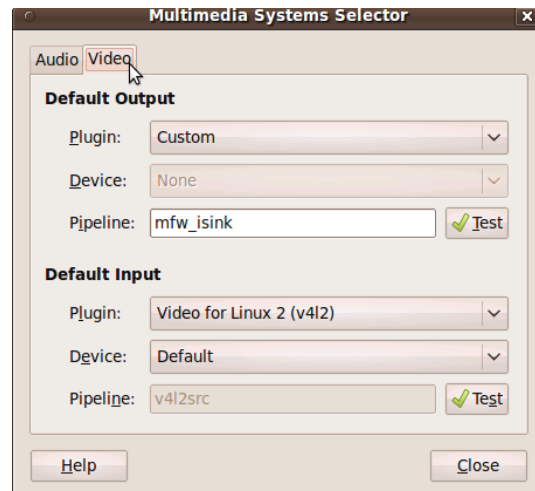 Multimedia Systems Selector
Audio Video
Default Output
Plugin: Custom
Device: None
Pipeline: mfw_isink Test
Default Input
Plugin: Video for Linux 2 (v4l2)
Device: Default
Pipeline: v4l2src Test
Help Close